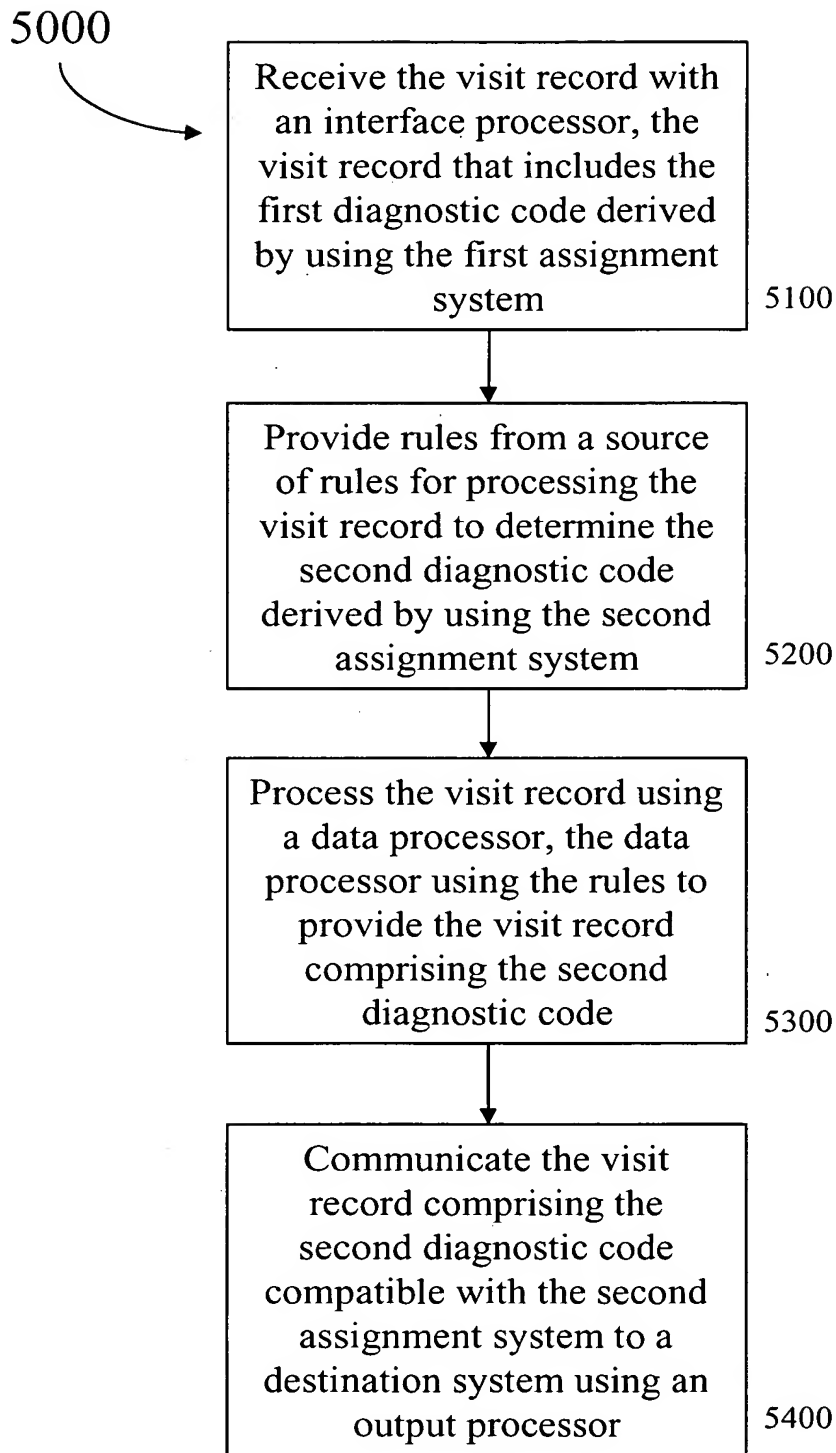 5000
Receive the visit record with
an interface processor, the
visit record that includes the
first diagnostic code derived
by using the first assignment
system
5100
Provide rules from a source
of rules for processing the
visit record to determine the
second diagnostic code
derived by using the second
assignment system
5200
Process the visit record using
a data processor, the data
processor using the rules to
provide the visit record
comprising the second
diagnostic code
5300
Communicate the visit
record comprising the
second diagnostic code
compatible with the second
assignment system to a
destination system using an
output processor
5400